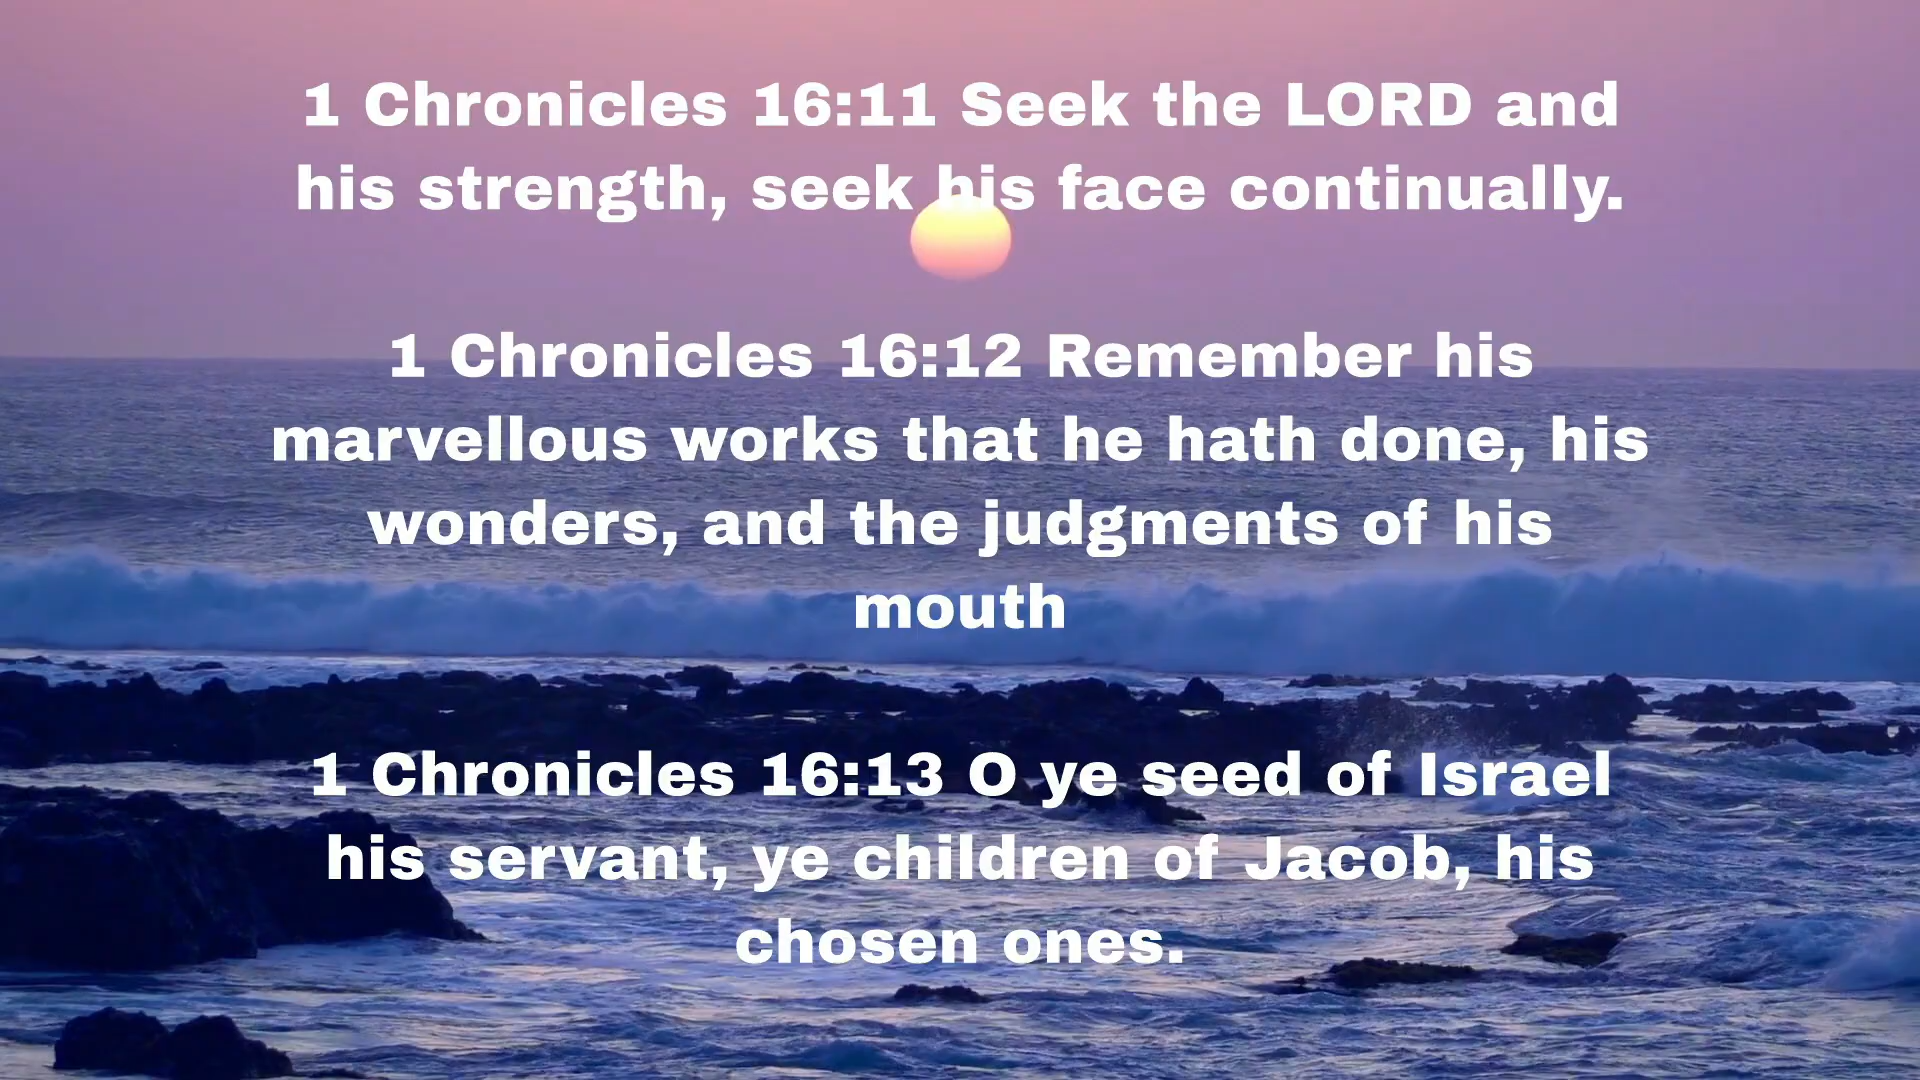 1 Chronicles 16:11 Seek the LORD and
his strength, seek his face continually.
1 Chronicles 16:12 Remember his
marvellous works that he hath done, his
wonders, and the judgments of his
mouth
1 Chronicles 16:13 O ye seed of Israel
his servant, ye children of Jacob, his
chosen ones.